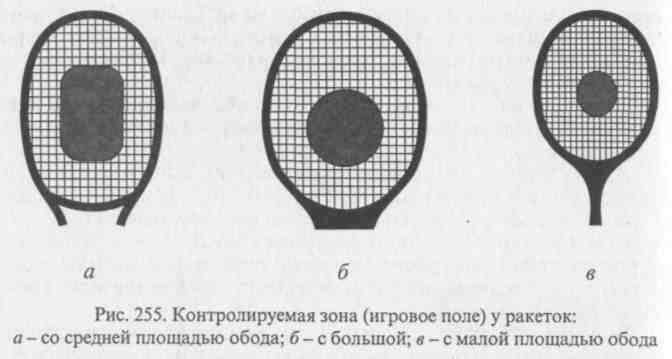 а б в
Рис. 255. Контролируемая зона (игровое поле) у ракеток:
а – со средней площадью обода; б – с большой; в – с малой площадью обода